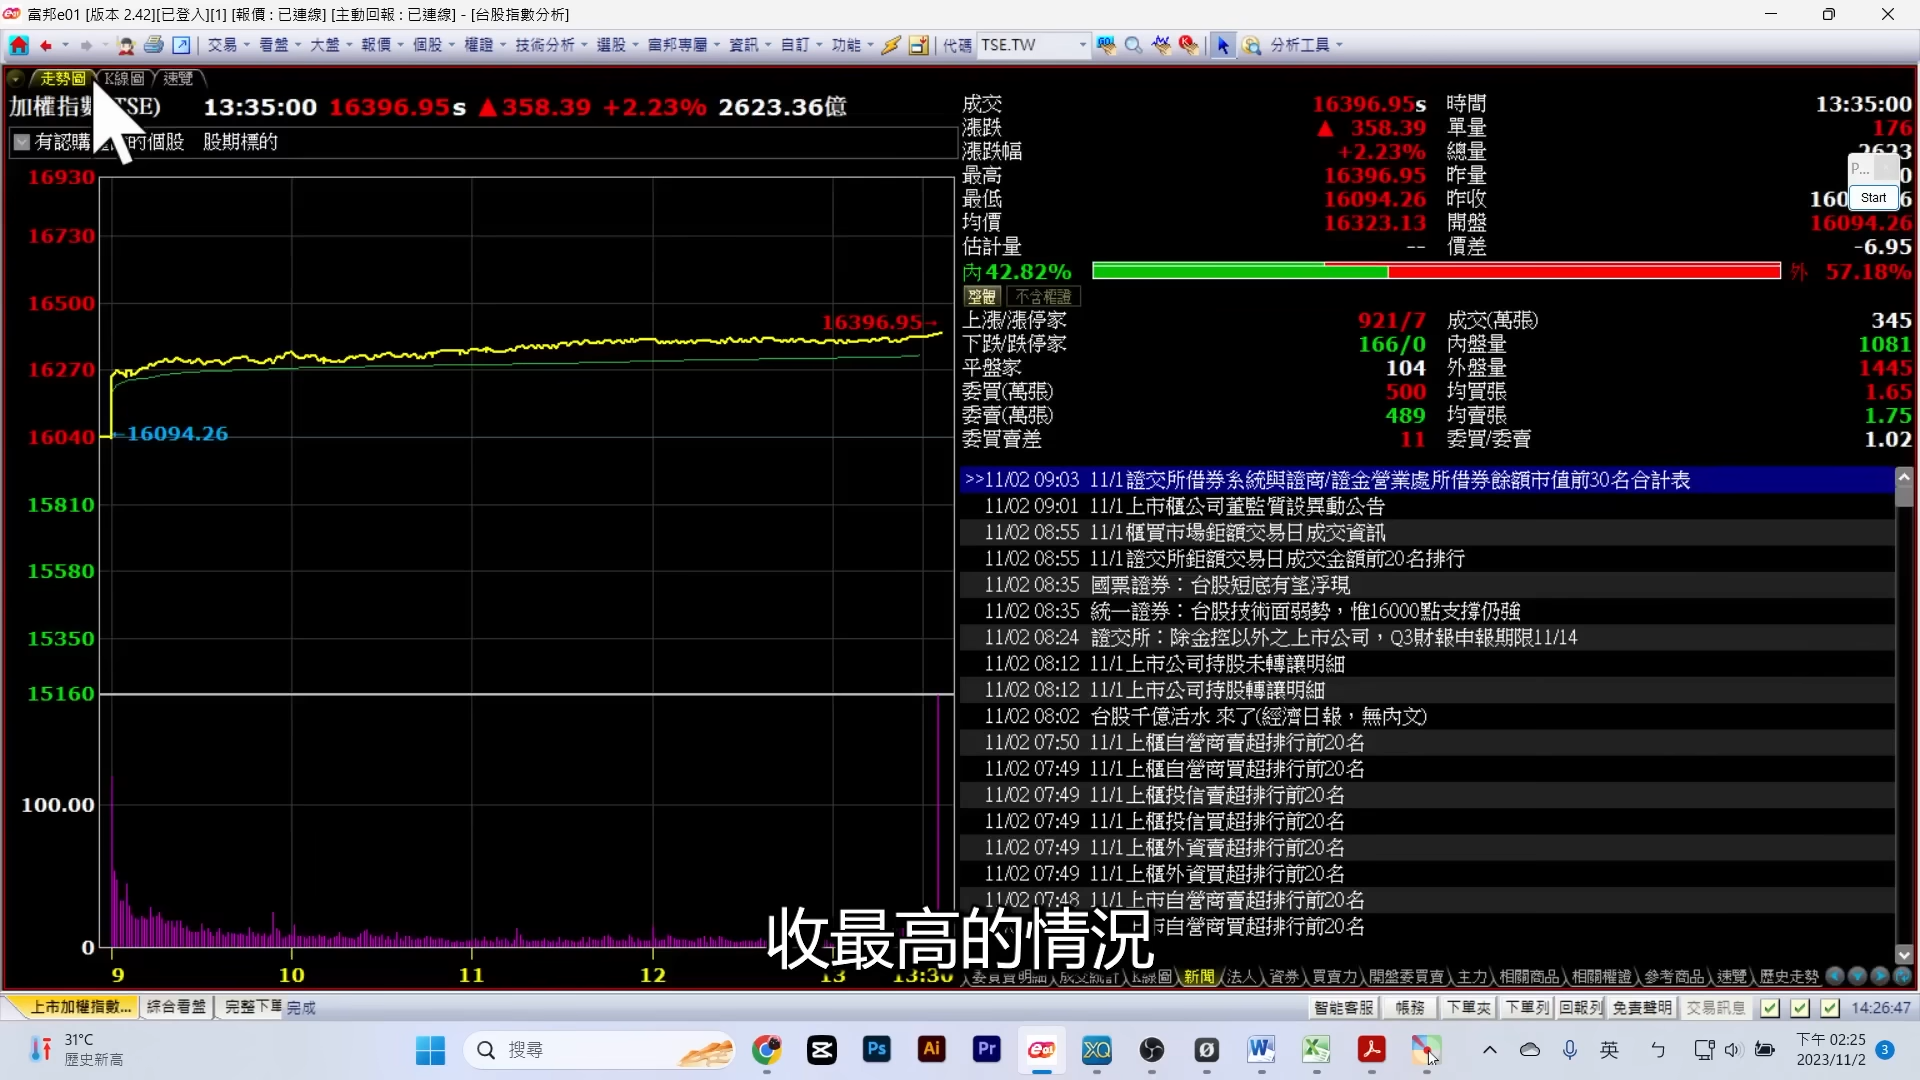 富邦e01 [版本 2.42][已登入][1] [報價 : 已連線] [主動回報 : 已連線] - [台股指數分析]
交易 看盤 大盤 報價 個股 權證 技術分析 選股 富邦專屬 資訊 自訂 功能 代碼 TSE.TW 分析工具
走勢圖 K線圖 速覽
加權指數 TSE) 13:35:00 16396.95s ▲358.39 +2.23% 2623.36億
有認購 的個股 股期標的
16930
16730
16500
16270
16040
15810
15580
15350
15160
100.00
0
16396.95→
←16094.26
9 10 11 12 13 13:30
成交 16396.95s 時間 13:35:00
漲跌 ▲ 358.39 單量 176
漲跌幅 +2.23% 總量 2623
最高 16396.95 昨量 0
最低 16094.26 昨收 160 6
均價 16323.13 開盤 16094.26
估計量 -- 價差 -6.95
P...
Start
內42.82% 外 57.18%
整體 不含權證
上漲/漲停家 921/7 成交(萬張) 345
下跌/跌停家 166/0 內盤量 1081
平盤家 104 外盤量 1445
委買(萬張) 500 均買張 1.65
委賣(萬張) 489 均賣張 1.75
委買賣差 11 委買/委賣 1.02
>>11/02 09:03 11/1證交所借券系統與證商/證金營業處所借券餘額市值前30名合計表
11/02 09:01 11/1上市櫃公司董監質設異動公告
11/02 08:55 11/1櫃買市場鉅額交易日成交資訊
11/02 08:55 11/1證交所鉅額交易日成交金額前20名排行
11/02 08:35 國票證券：台股短底有望浮現
11/02 08:35 統一證券：台股技術面弱勢，惟16000點支撐仍強
11/02 08:24 證交所：除金控以外之上市公司，Q3財報申報期限11/14
11/02 08:12 11/1上市公司持股未轉讓明細
11/02 08:12 11/1上市公司持股轉讓明細
11/02 08:02 台股千億活水 來了(經濟日報，無內文)
11/02 07:50 11/1上櫃自營商賣超排行前20名
11/02 07:49 11/1上櫃自營商買超排行前20名
11/02 07:49 11/1上櫃投信賣超排行前20名
11/02 07:49 11/1上櫃投信買超排行前20名
11/02 07:49 11/1上櫃外資賣超排行前20名
11/02 07:49 11/1上櫃外資買超排行前20名
11/02 07:48 11/1上市自營商賣超排行前20名
市自營商買超排行前20名
收最高的情況
委買賣明細 成交統計 K線圖 新聞 法人 資券 買賣力 開盤委買賣 主力 相關商品 相關權證 參考商品 速覽 歷史走勢
上市加權指數... 綜合看盤 完整下單 完成 智能客服 帳務 下單夾 下單列 回報列 免責聲明 交易訊息 14:26:47
31°C
歷史新高
搜尋
Ps Ai Pr e01 XQ
英 ㄅ
下午 02:25
2023/11/2
3